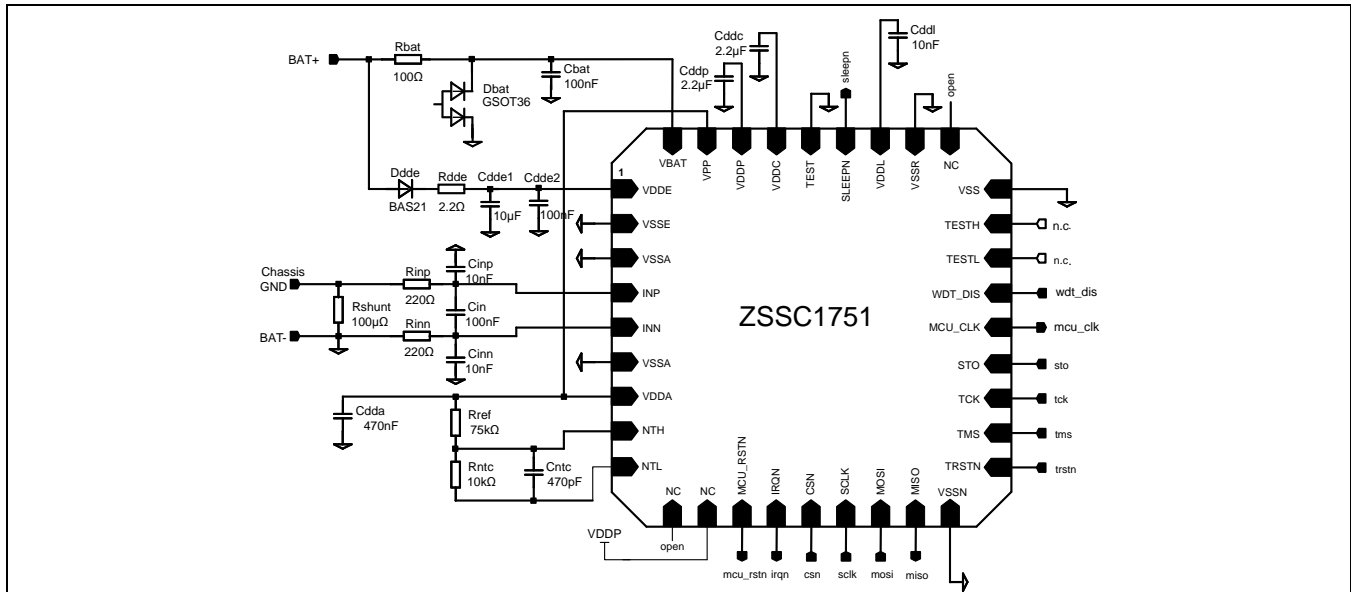 BAT+
Rbat
100Ω
Dbat
GSOT36
Cbat
100nF
Cddp
2.2µF
Cddc
2.2µF
sleepn
Cddl
10nF
open
VBAT
VPP
VDDP
VDDC
TEST
SLEEPN
VDDL
VSSR
NC
Ddde
BAS21
Rdde
2.2Ω
Cdde1
10µF
Cdde2
100nF
1
VDDE
VSSE
VSSA
INP
INN
VSSA
VDDA
NTH
NTL
Chassis
GND
Rshunt
100µΩ
BAT-
Rinp
220Ω
Rinn
220Ω
Cinp
10nF
Cin
100nF
Cinn
10nF
Cdda
470nF
Rref
75kΩ
Rntc
10kΩ
Cntc
470pF
ZSSC1751
VSS
TESTH
n.c.
TESTL
n.c.
WDT_DIS
wdt_dis
MCU_CLK
mcu_clk
STO
sto
TCK
tck
TMS
tms
TRSTN
trstn
NC
NC
MCU_RSTN
IRQN
CSN
SCLK
MOSI
MISO
VSSN
VDDP
open
mcu_rstn
irqn
csn
sclk
mosi
miso